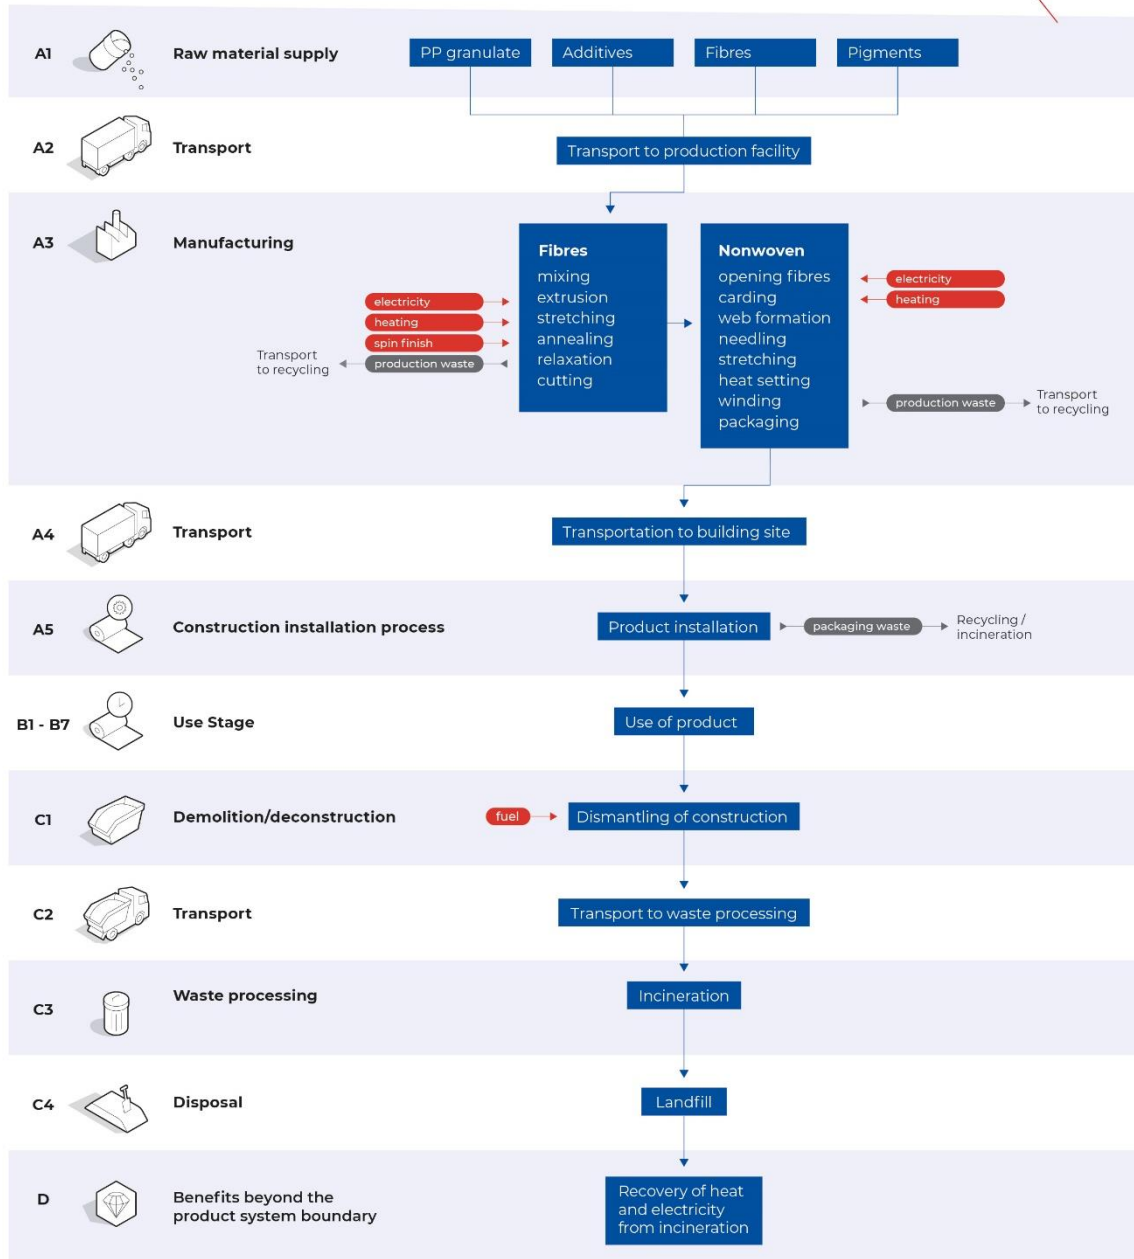 A1
Raw material supply
PP granulate
Additives
Fibres
Pigments
A2
Transport
Transport to production facility
A3
Manufacturing
Fibres
mixing
extrusion
stretching
annealing
relaxation
cutting
electricity
heating
spin finish
production waste
Transport
to recycling
Nonwoven
opening fibres
carding
web formation
needling
stretching
heat setting
winding
packaging
electricity
heating
production waste
Transport
to recycling
A4
Transport
Transportation to building site
A5
Construction installation process
Product installation
packaging waste
Recycling /
incineration
B1 - B7
Use Stage
Use of product
C1
Demolition/deconstruction
fuel
Dismantling of construction
C2
Transport
Transport to waste processing
C3
Waste processing
Incineration
C4
Disposal
Landfill
D
Benefits beyond the
product system boundary
Recovery of heat
and electricity
from incineration